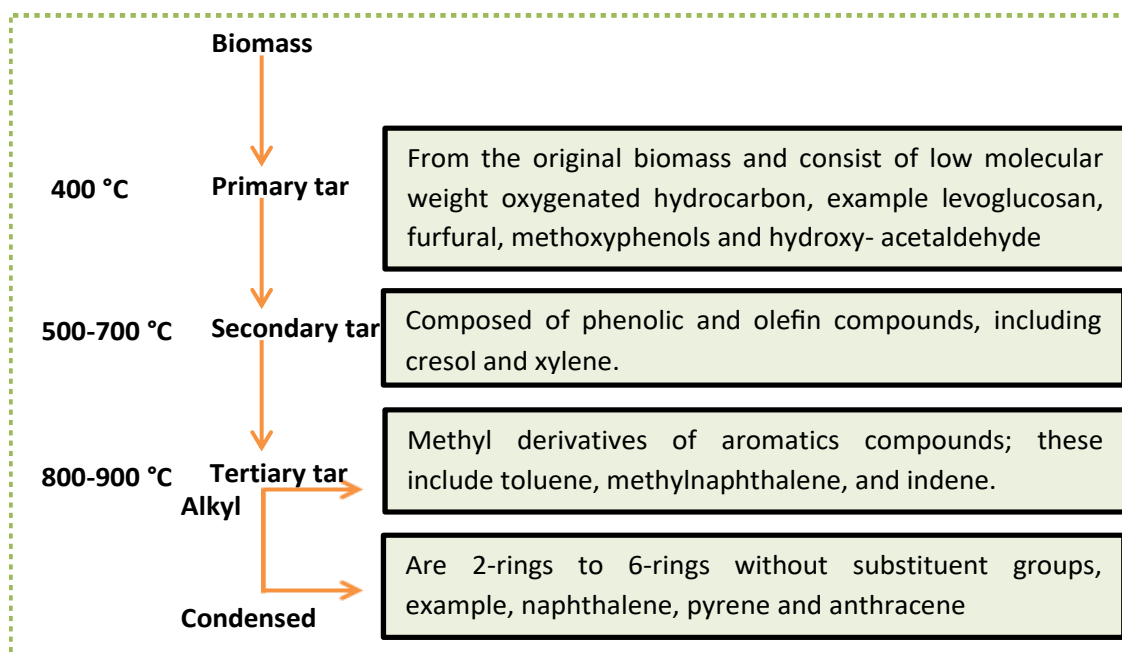 Biomass
400 °C
Primary tar
From the original biomass and consist of low molecular
weight oxygenated hydrocarbon, example levoglucosan,
furfural, methoxyphenols and hydroxy- acetaldehyde
500-700 °C
Secondary tar
Composed of phenolic and olefin compounds, including
cresol and xylene.
800-900 °C
Tertiary tar
Alkyl
Methyl derivatives of aromatics compounds; these
include toluene, methylnaphthalene, and indene.
Condensed
Are 2-rings to 6-rings without substituent groups,
example, naphthalene, pyrene and anthracene